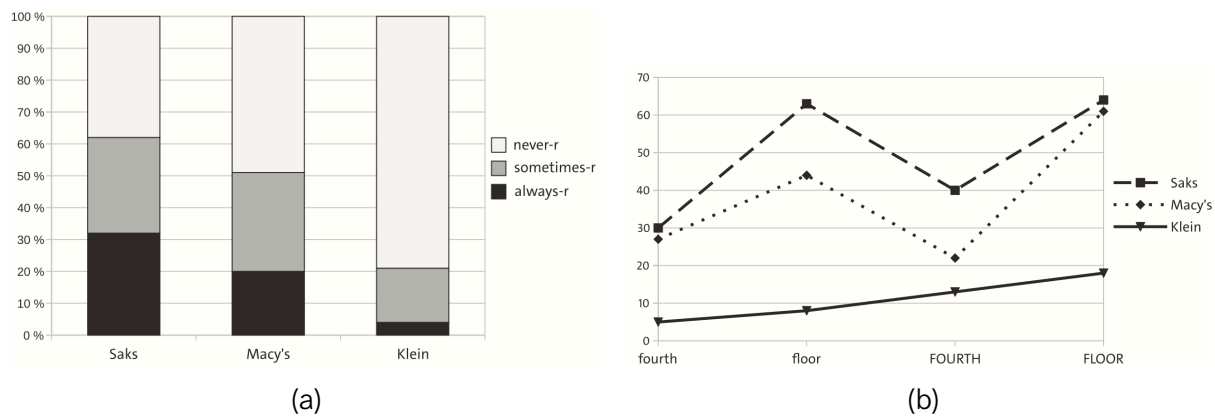 100 %
90 %
80 %
70 %
60 %
50 %
40 %
30 %
20 %
10 %
0 %
Saks Macy's Klein
never-r
sometimes-r
always-r
(a)
70
60
50
40
30
20
10
0
fourth floor FOURTH FLOOR
Saks
Macy's
Klein
(b)